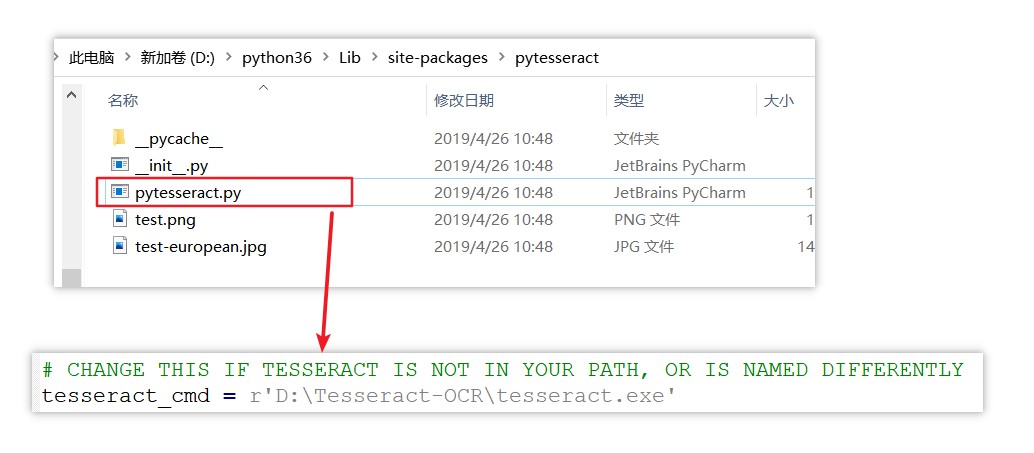 此电脑 > 新加卷 (D:) > python36 > Lib > site-packages > pytesseract
名称 修改日期 类型 大小
__pycache__ 2019/4/26 10:48 文件夹
__init__.py 2019/4/26 10:48 JetBrains PyCharm
pytesseract.py 2019/4/26 10:48 JetBrains PyCharm 1
test.png 2019/4/26 10:48 PNG 文件 1
test-european.jpg 2019/4/26 10:48 JPG 文件 14
# CHANGE THIS IF TESSERACT IS NOT IN YOUR PATH, OR IS NAMED DIFFERENTLY
tesseract_cmd = r'D:\Tesseract-OCR\tesseract.exe'